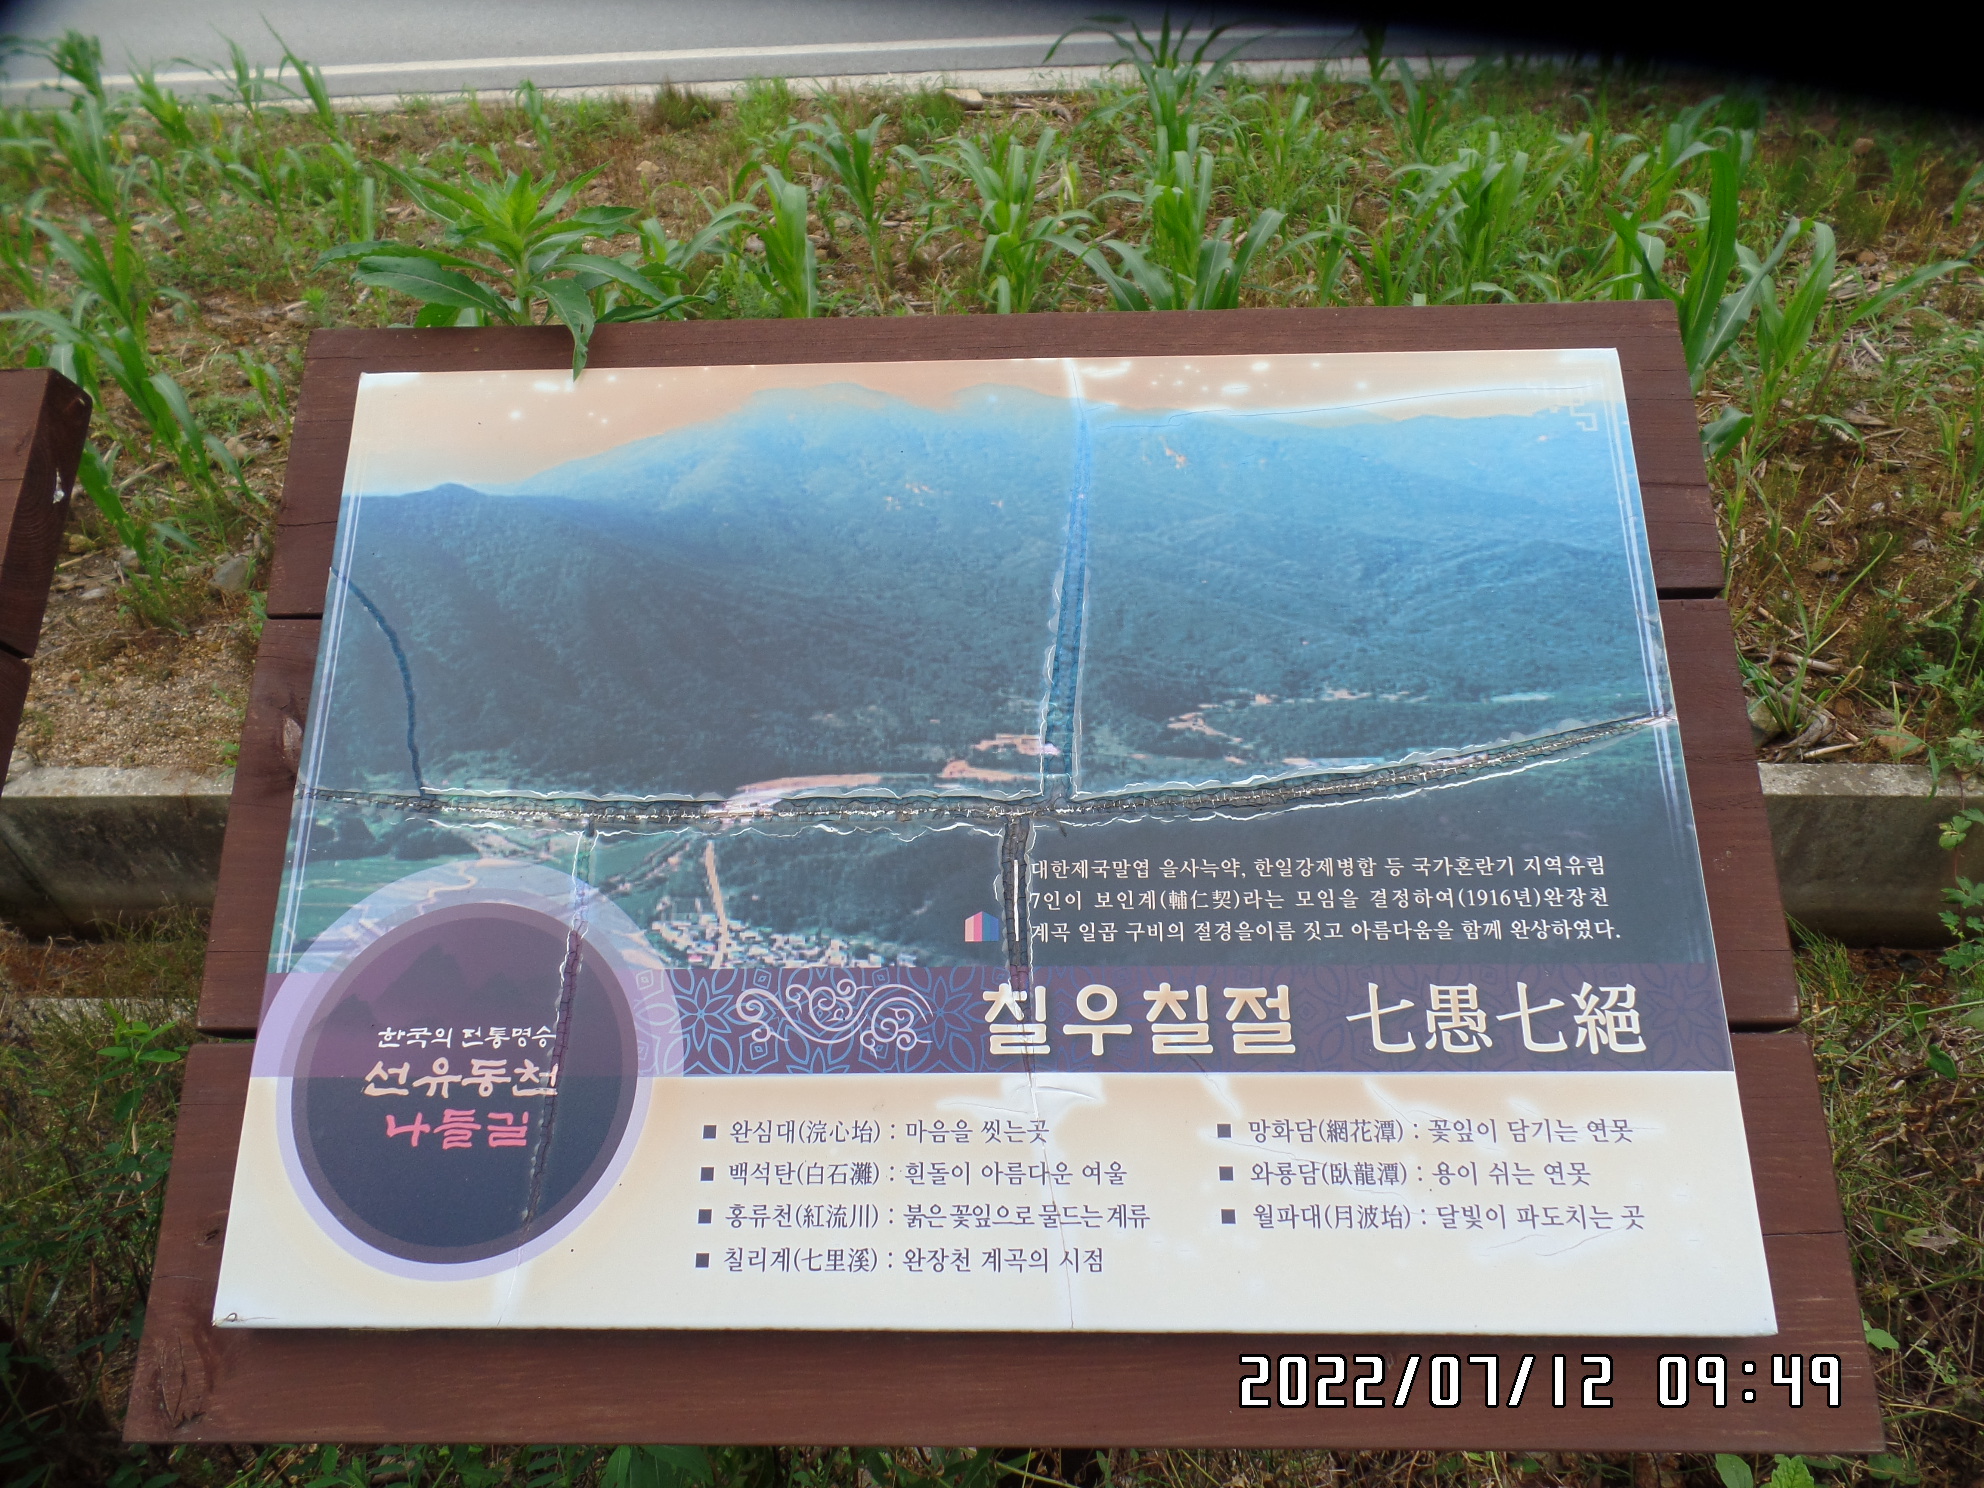 대한제국말엽 을사늑약, 한일강제병합 등 국가혼란기 지역유림
7인이 보인계(輔仁契)라는 모임을 결정하여(1916년)완장천
계곡 일곱 구비의 절경을이름 짓고 아름다움을 함께 완상하였다.
칠우칠절 七愚七絕
한국의 전통명승
선유동천
나들길
■ 완심대(浣心坮) : 마음을 씻는곳
■ 백석탄(白石灘) : 흰돌이 아름다운 여울
■ 홍류천(紅流川) : 붉은 꽃잎으로 물드는 계류
■ 칠리계(七里溪) : 완장천 계곡의 시점
■ 망화담(網花潭) : 꽃잎이 담기는 연못
■ 와룡담(臥龍潭) : 용이 쉬는 연못
■ 월파대(月波坮) : 달빛이 파도치는 곳
2022/07/12 09:49